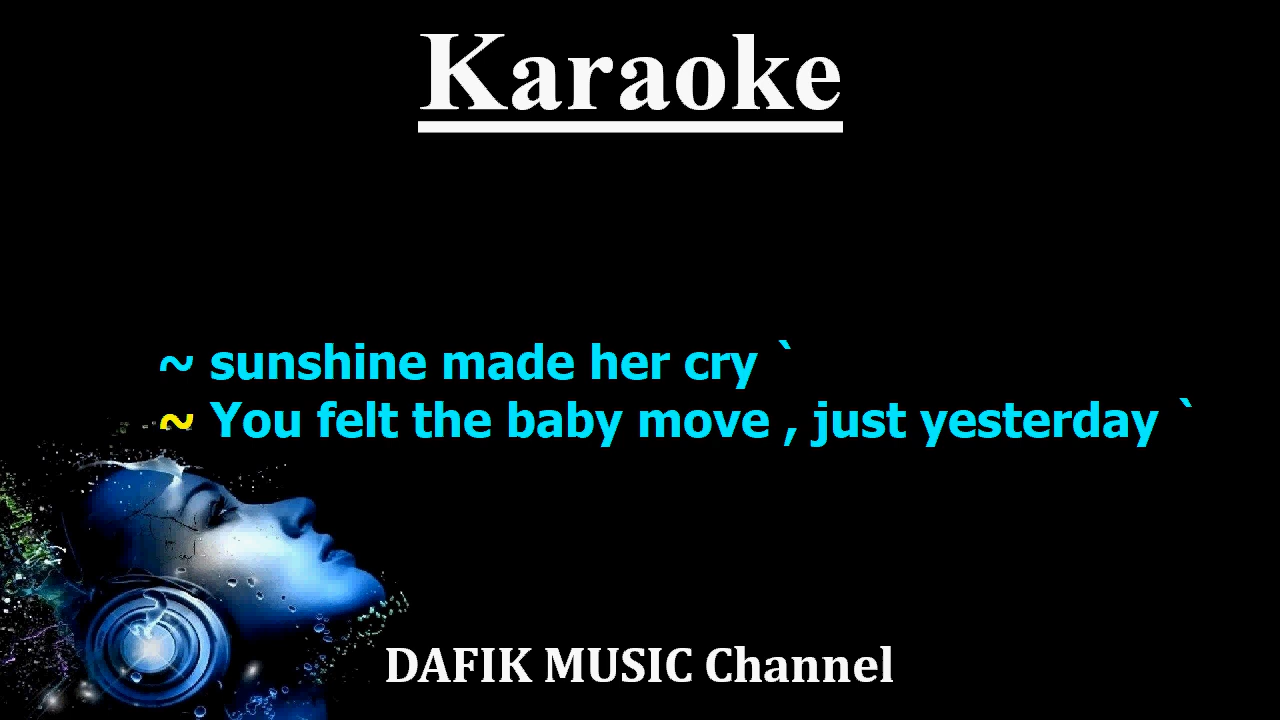 Karaoke
~ sunshine made her cry `
~ You felt the baby move , just yesterday `
DAFIK MUSIC Channel